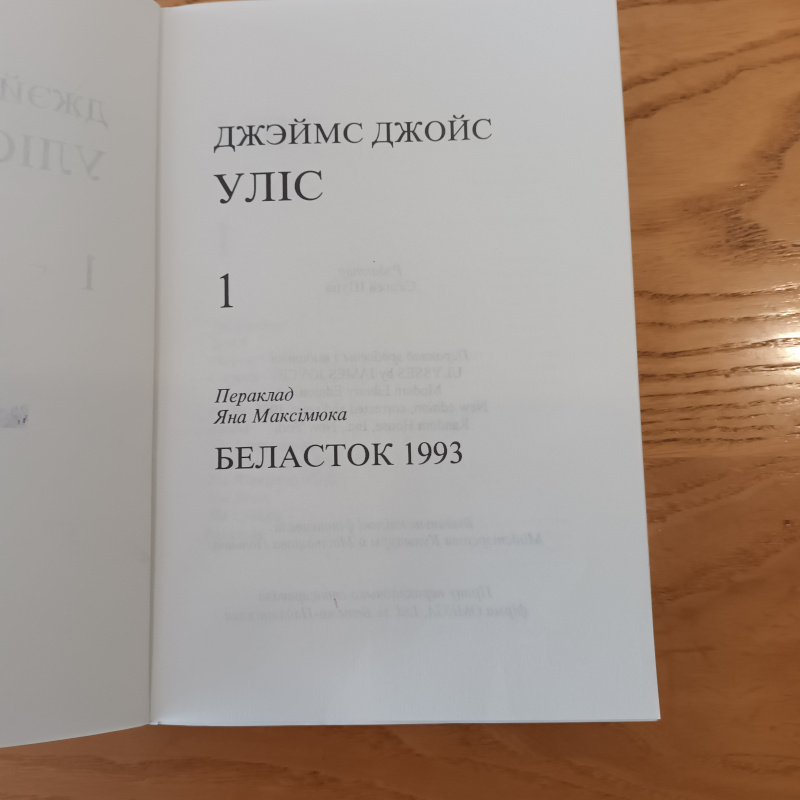 ДЖЭЙМС ДЖОЙС
УЛІС
1
Пераклад
Яна Максімюка
БЕЛАСТОК 1993